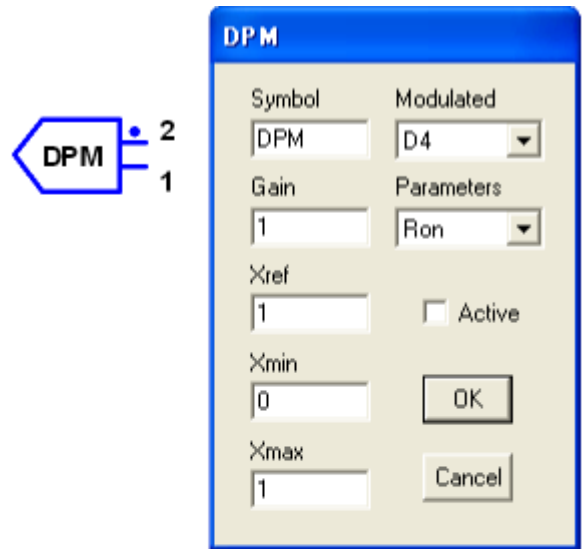 DPM
2
1
DPM
Symbol Modulated
DPM D4
Gain Parameters
1 Ron
Xref
1 Active
Xmin
0 OK
Xmax
1 Cancel